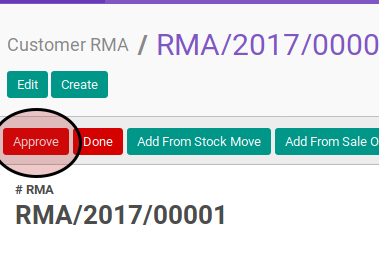 Customer RMA / RMA/2017/0000
Edit Create
Approve Done Add From Stock Move Add From Sale O
# RMA
RMA/2017/00001